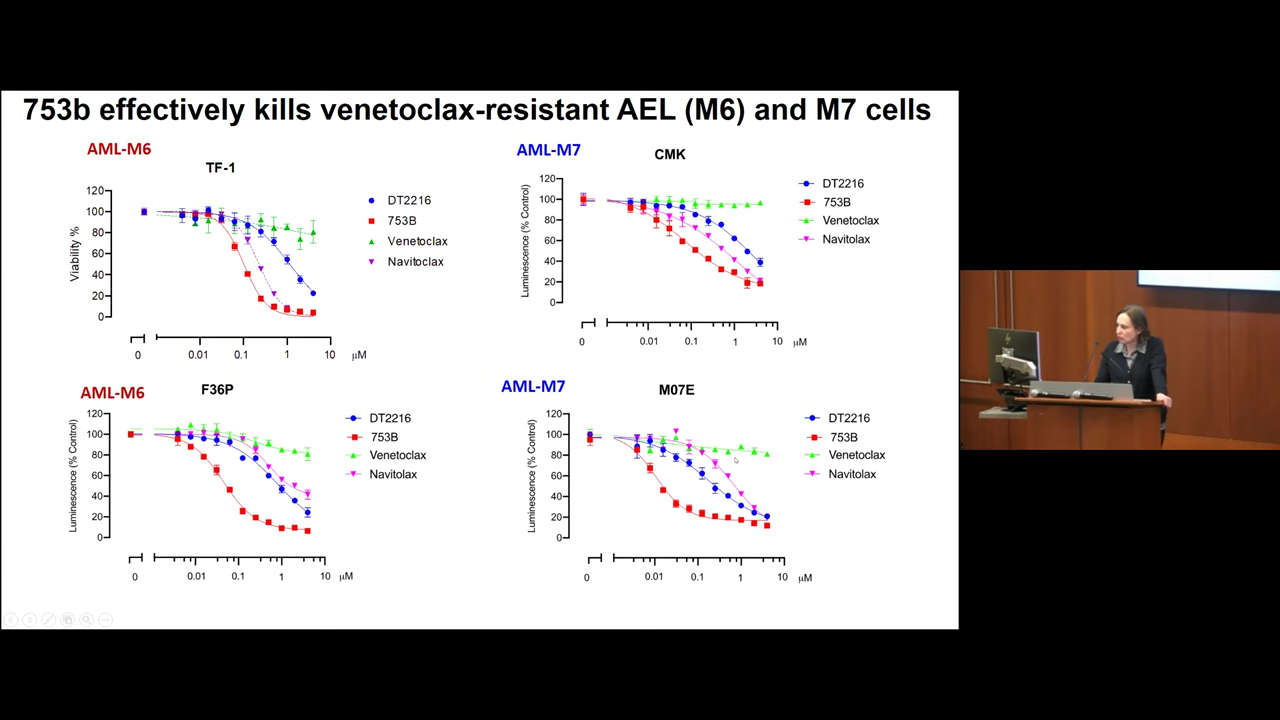 753b effectively kills venetoclax-resistant AEL (M6) and M7 cells
AML-M6
TF-1
Viability %
120
100
80
60
40
20
0
0
0.01
0.1
1
10
μM
DT2216
753B
Venetoclax
Navitoclax
AML-M7
CMK
Luminescence (% Control)
120
100
80
60
40
20
0
0
0.01
0.1
1
10
μM
DT2216
753B
Venetoclax
Navitolax
AML-M6
F36P
Luminescence (% Control)
120
100
80
60
40
20
0
0
0.01
0.1
1
10
μM
DT2216
753B
Venetoclax
Navitolax
AML-M7
M07E
Luminescence (% Control)
120
100
80
60
40
20
0
0
0.01
0.1
1
10
μM
DT2216
753B
Venetoclax
Navitolax